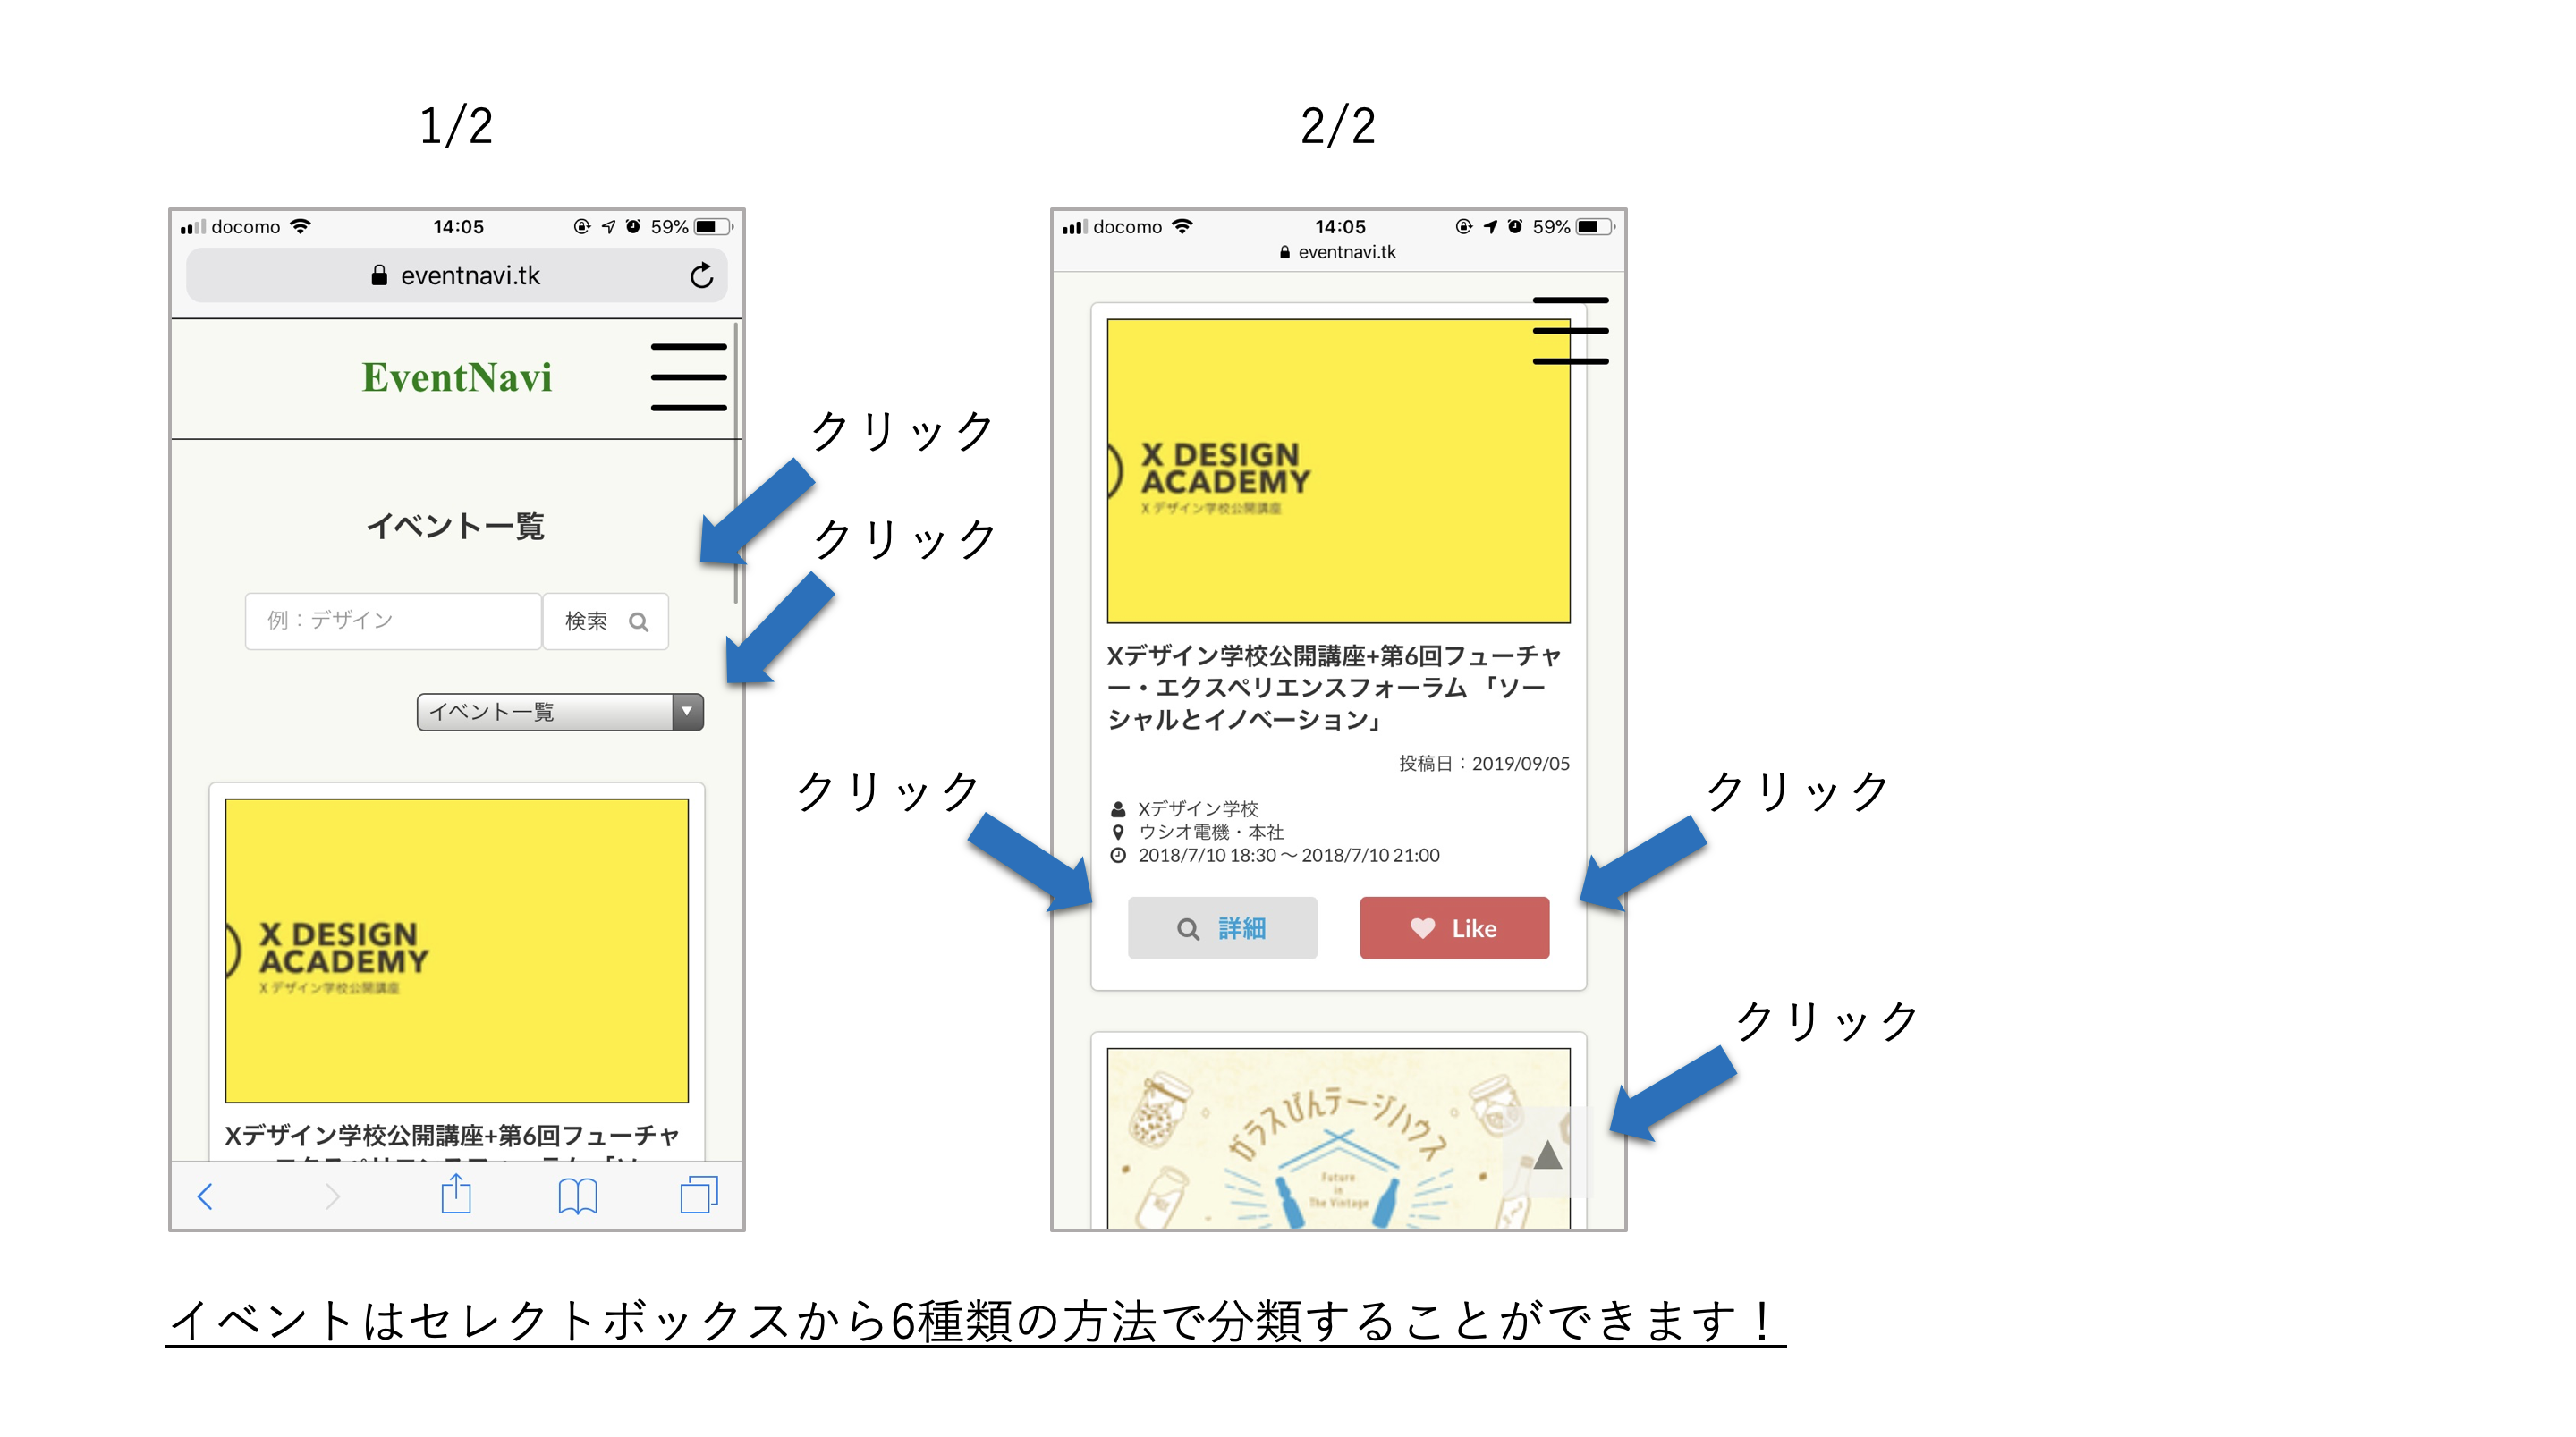 1/2
docomo 14:05 59%
eventnavi.tk
EventNavi
イベント一覧
例：デザイン 検索
イベント一覧
X DESIGN
ACADEMY
Xデザイン学校公開講座
Xデザイン学校公開講座+第6回フューチャ
クリック
クリック
2/2
docomo 14:05 59%
eventnavi.tk
X DESIGN
ACADEMY
Xデザイン学校公開講座
Xデザイン学校公開講座+第6回フューチャ
ー・エクスペリエンスフォーラム 「ソー
シャルとイノベーション」
投稿日：2019/09/05
Xデザイン学校
ウシオ電機・本社
2018/7/10 18:30 〜 2018/7/10 21:00
詳細 Like
クリック
クリック
クリック
ガラスびんテージハウス
Future
in
The Vintage
イベントはセレクトボックスから6種類の方法で分類することができます！